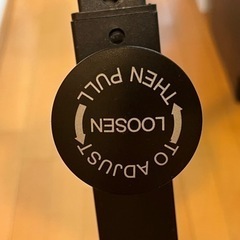 TO ADJUST
LOOSEN
THEN PULL